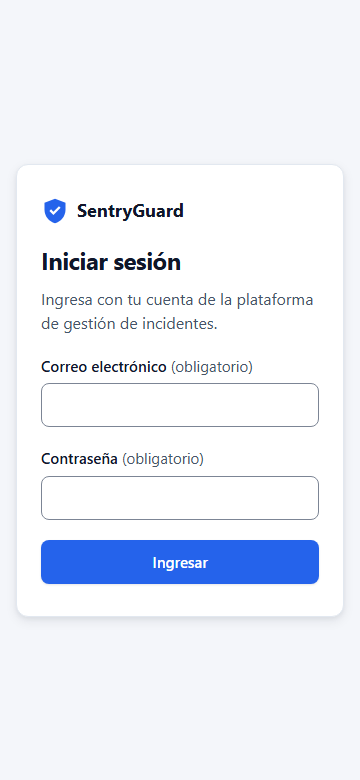 SentryGuard
Iniciar sesión
Ingresa con tu cuenta de la plataforma
de gestión de incidentes.
Correo electrónico (obligatorio)
Contraseña (obligatorio)
Ingresar